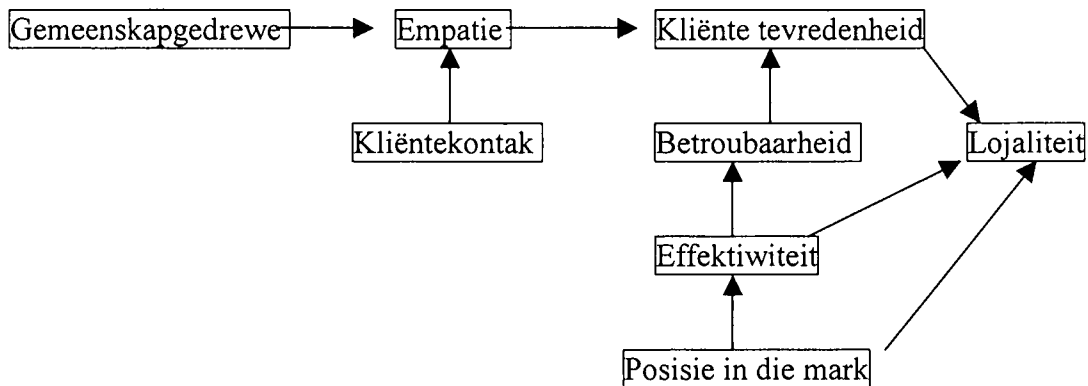 Gemeenskapgedrewe
Empatie
Kliënte tevredenheid
Kliëntekontak
Betroubaarheid
Lojaliteit
Effektiwiteit
Posisie in die mark